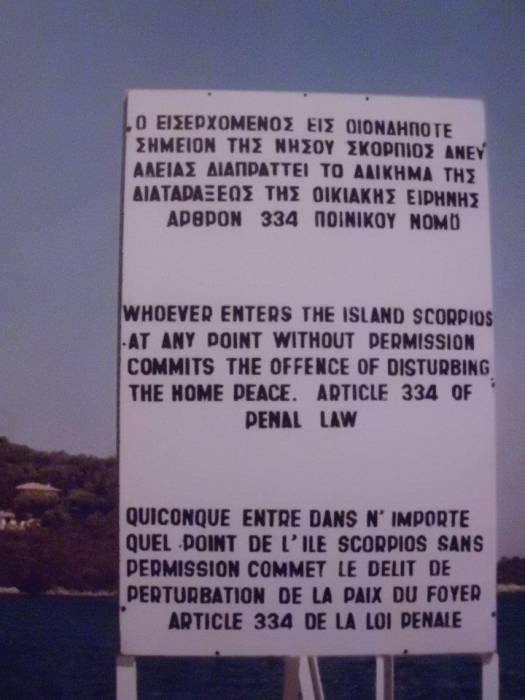 Ο ΕΙΣΕΡΧΟΜΕΝΟΣ ΕΙΣ ΟΙΟΝΔΗΠΟΤΕ
ΣΗΜΕΙΟΝ ΤΗΣ ΝΗΣΟΥ ΣΚΟΡΠΙΟΣ ΑΝΕΥ
ΑΔΕΙΑΣ ΔΙΑΠΡΑΤΤΕΙ ΤΟ ΑΔΙΚΗΜΑ ΤΗΣ
ΔΙΑΤΑΡΑΞΕΩΣ ΤΗΣ ΟΙΚΙΑΚΗΣ ΕΙΡΗΝΗΣ
ΑΡΘΡΟΝ 334 ΠΟΙΝΙΚΟΥ ΝΟΜΟΥ
WHOEVER ENTERS THE ISLAND SCORPIOS
AT ANY POINT WITHOUT PERMISSION
COMMITS THE OFFENCE OF DISTURBING
THE HOME PEACE. ARTICLE 334 OF
PENAL LAW
QUICONQUE ENTRE DANS N' IMPORTE
QUEL POINT DE L' ILE SCORPIOS SANS
PERMISSION COMMET LE DELIT DE
PERTURBATION DE LA PAIX DU FOYER
ARTICLE 334 DE LA LOI PENALE